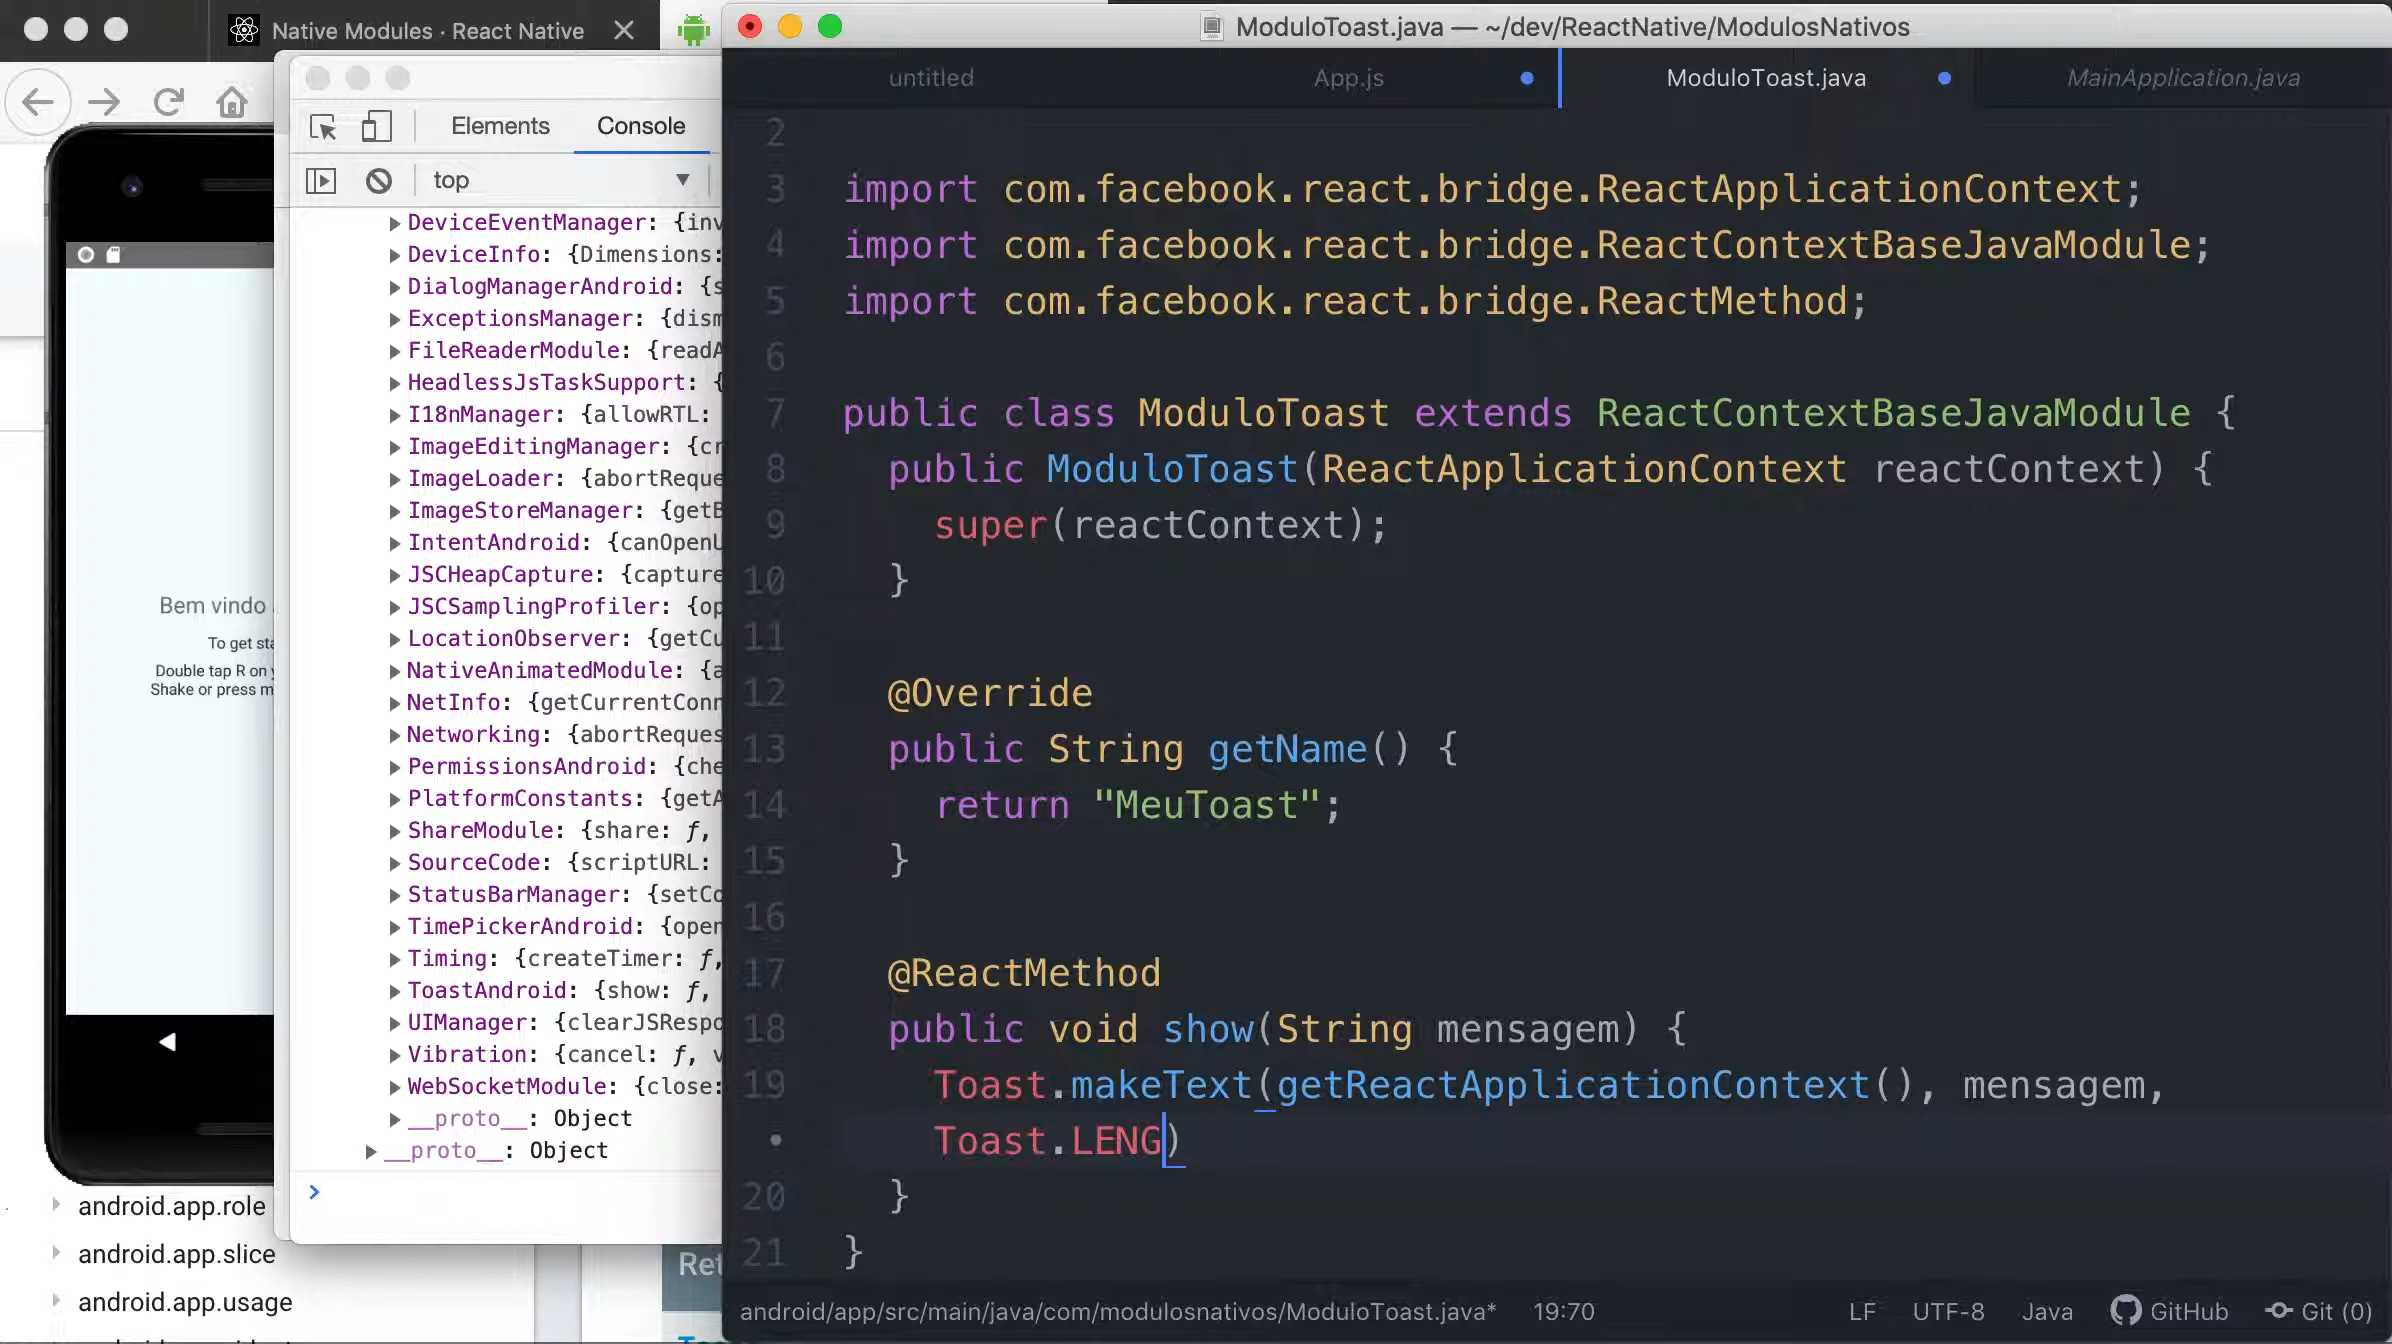 Native Modules · React Native
ModuloToast.java — ~/dev/ReactNative/ModulosNativos
untitled
App.js
ModuloToast.java
MainApplication.java
Elements
Console
top
DeviceEventManager: {inv
DeviceInfo: {Dimensions:
DialogManagerAndroid: {s
ExceptionsManager: {dism
FileReaderModule: {readA
HeadlessJsTaskSupport: {
I18nManager: {allowRTL:
ImageEditingManager: {cr
ImageLoader: {abortReque
ImageStoreManager: {getB
IntentAndroid: {canOpenU
JSCHeapCapture: {capture
JSCSamplingProfiler: {op
LocationObserver: {getCu
NativeAnimatedModule: {a
NetInfo: {getCurrentConn
Networking: {abortReques
PermissionsAndroid: {che
PlatformConstants: {getA
ShareModule: {share: ƒ,
SourceCode: {scriptURL:
StatusBarManager: {setCo
TimePickerAndroid: {open
Timing: {createTimer: ƒ,
ToastAndroid: {show: ƒ,
UIManager: {clearJSRespo
Vibration: {cancel: ƒ, v
WebSocketModule: {close:
__proto__: Object
__proto__: Object
Bem vindo
To get sta
Double tap R on y
Shake or press m
android.app.role
android.app.slice
android.app.usage
Ret
2
3 import com.facebook.react.bridge.ReactApplicationContext;
4 import com.facebook.react.bridge.ReactContextBaseJavaModule;
5 import com.facebook.react.bridge.ReactMethod;
6
7 public class ModuloToast extends ReactContextBaseJavaModule {
8 public ModuloToast(ReactApplicationContext reactContext) {
9 super(reactContext);
10 }
11
12 @Override
13 public String getName() {
14 return "MeuToast";
15 }
16
17 @ReactMethod
18 public void show(String mensagem) {
19 Toast.makeText(getReactApplicationContext(), mensagem,
• Toast.LENG)
20 }
21 }
android/app/src/main/java/com/modulosnativos/ModuloToast.java* 19:70
LF UTF-8 Java GitHub Git (0)